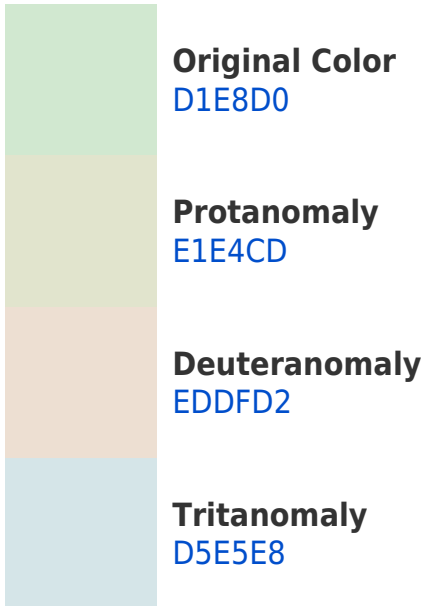 Original Color
D1E8D0
Protanomaly
E1E4CD
Deuteranomaly
EDDFD2
Tritanomaly
D5E5E8